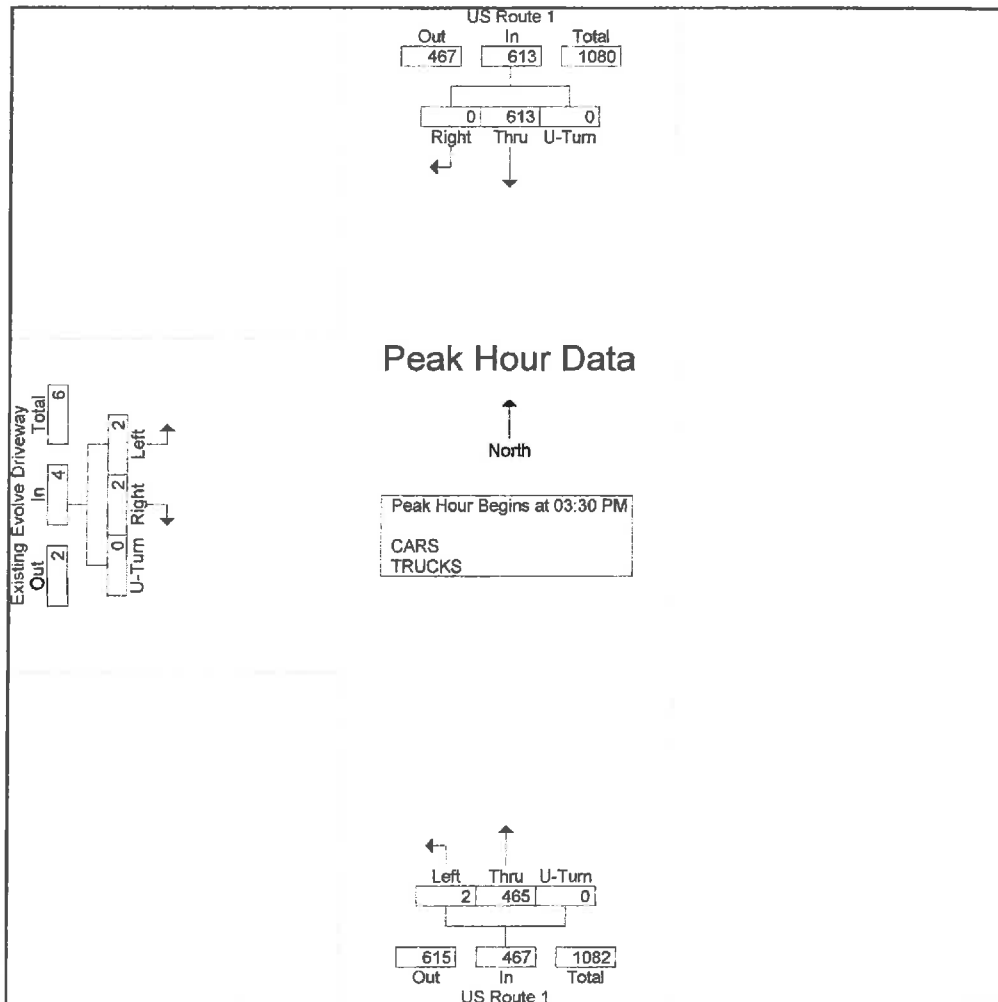 US Route 1
Out In Total
467 613 1080
0 613 0
Right Thru U-Turn
Peak Hour Data
North
Peak Hour Begins at 03:30 PM
CARS
TRUCKS
Existing Evolve Driveway
Out In Total
2 4 6
0 2 2
U-Turn Right Left
Left Thru U-Turn
2 465 0
615 467 1082
Out In Total
US Route 1